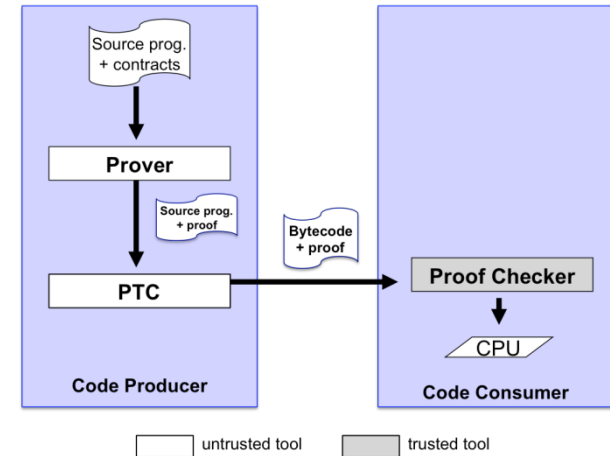 Source prog.
+ contracts
Prover
Source prog.
+ proof
PTC
Code Producer
Bytecode
+ proof
Proof Checker
CPU
Code Consumer
untrusted tool
trusted tool